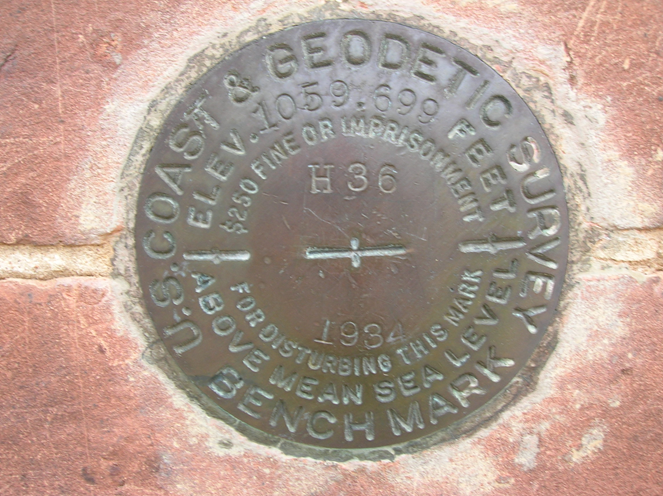 U.S. COAST & GEODETIC SURVEY
BENCH MARK
ELEV. 1059.699 FEET
ABOVE MEAN SEA LEVEL
$250 FINE OR IMPRISONMENT
FOR DISTURBING THIS MARK
H 36
1934